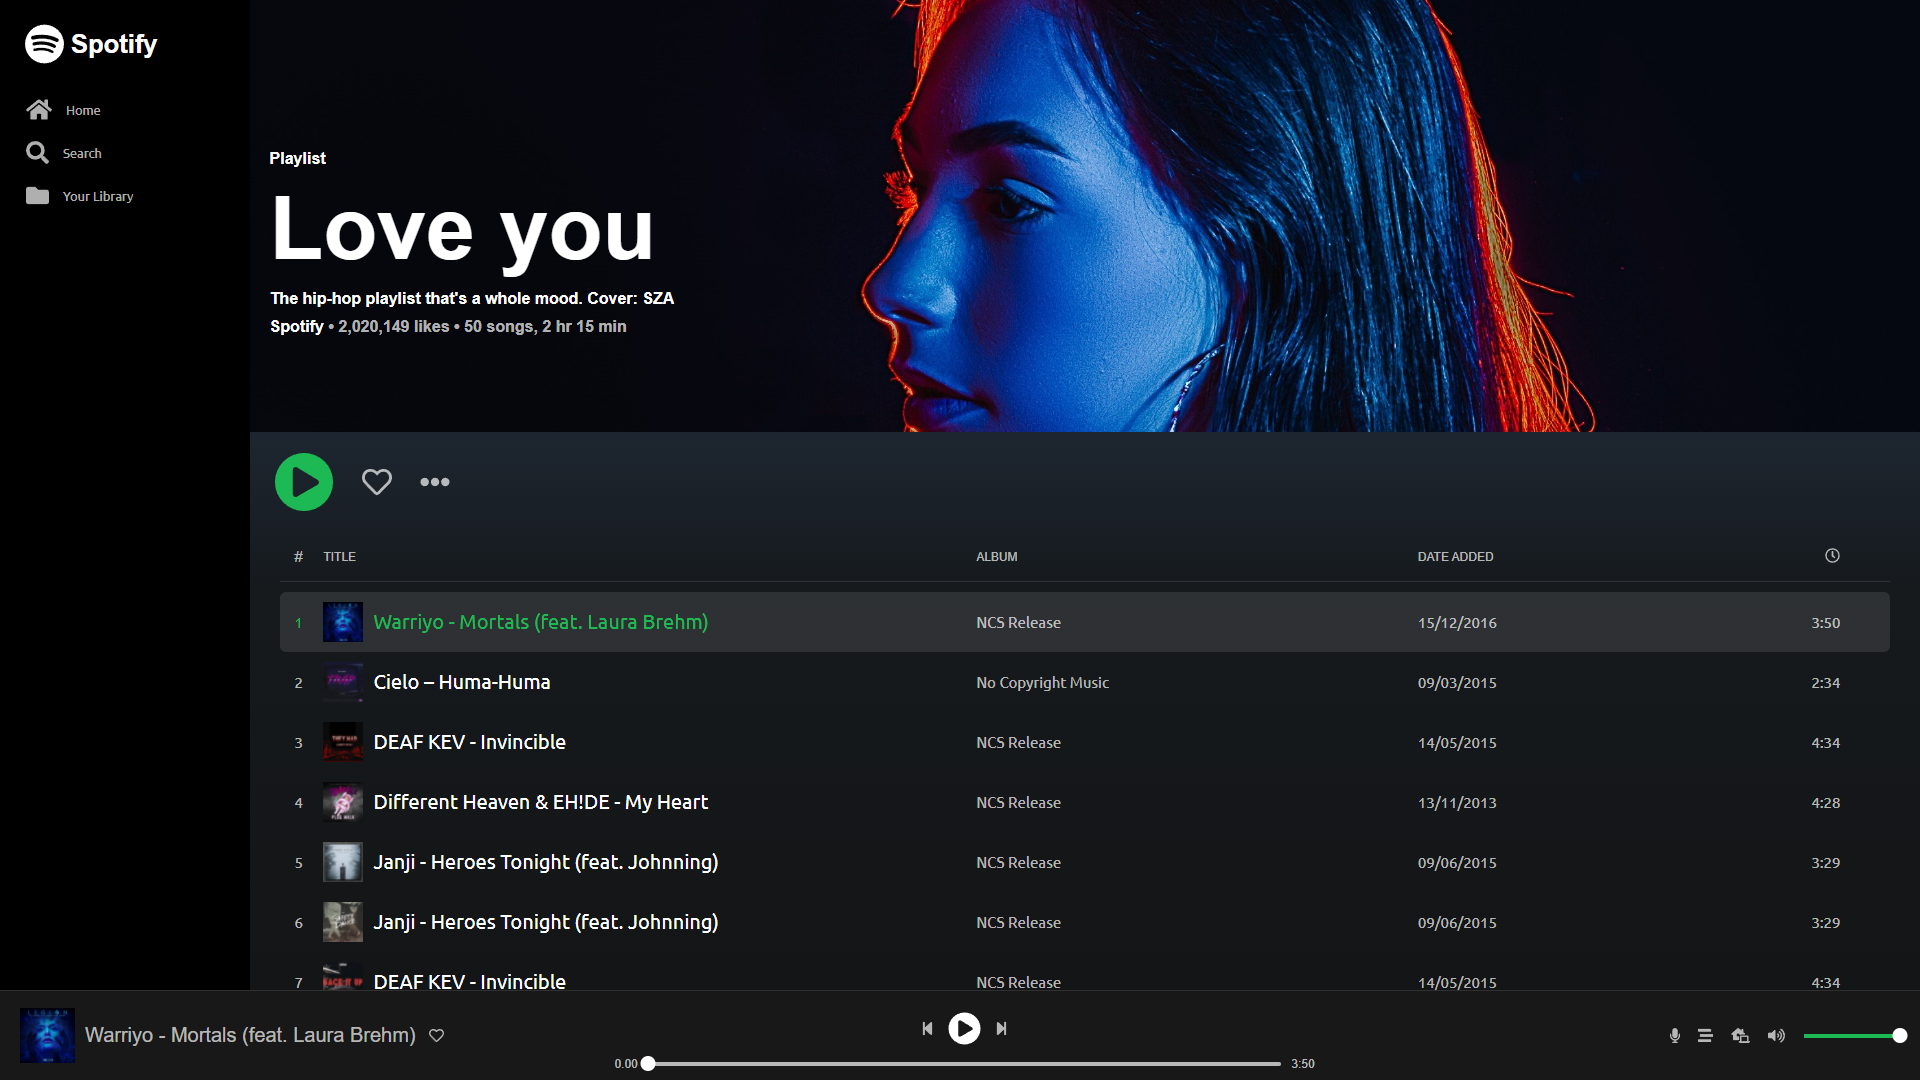 Spotify
Home
Search
Your Library
Playlist
Love you
The hip-hop playlist that's a whole mood. Cover: SZA
Spotify • 2,020,149 likes • 50 songs, 2 hr 15 min
# TITLE ALBUM DATE ADDED
1 Warriyo - Mortals (feat. Laura Brehm) NCS Release 15/12/2016 3:50
2 Cielo – Huma-Huma No Copyright Music 09/03/2015 2:34
3 DEAF KEV - Invincible NCS Release 14/05/2015 4:34
4 Different Heaven & EH!DE - My Heart NCS Release 13/11/2013 4:28
5 Janji - Heroes Tonight (feat. Johnning) NCS Release 09/06/2015 3:29
6 Janji - Heroes Tonight (feat. Johnning) NCS Release 09/06/2015 3:29
7 DEAF KEV - Invincible NCS Release 14/05/2015 4:34
Warriyo - Mortals (feat. Laura Brehm)
0.00 3:50